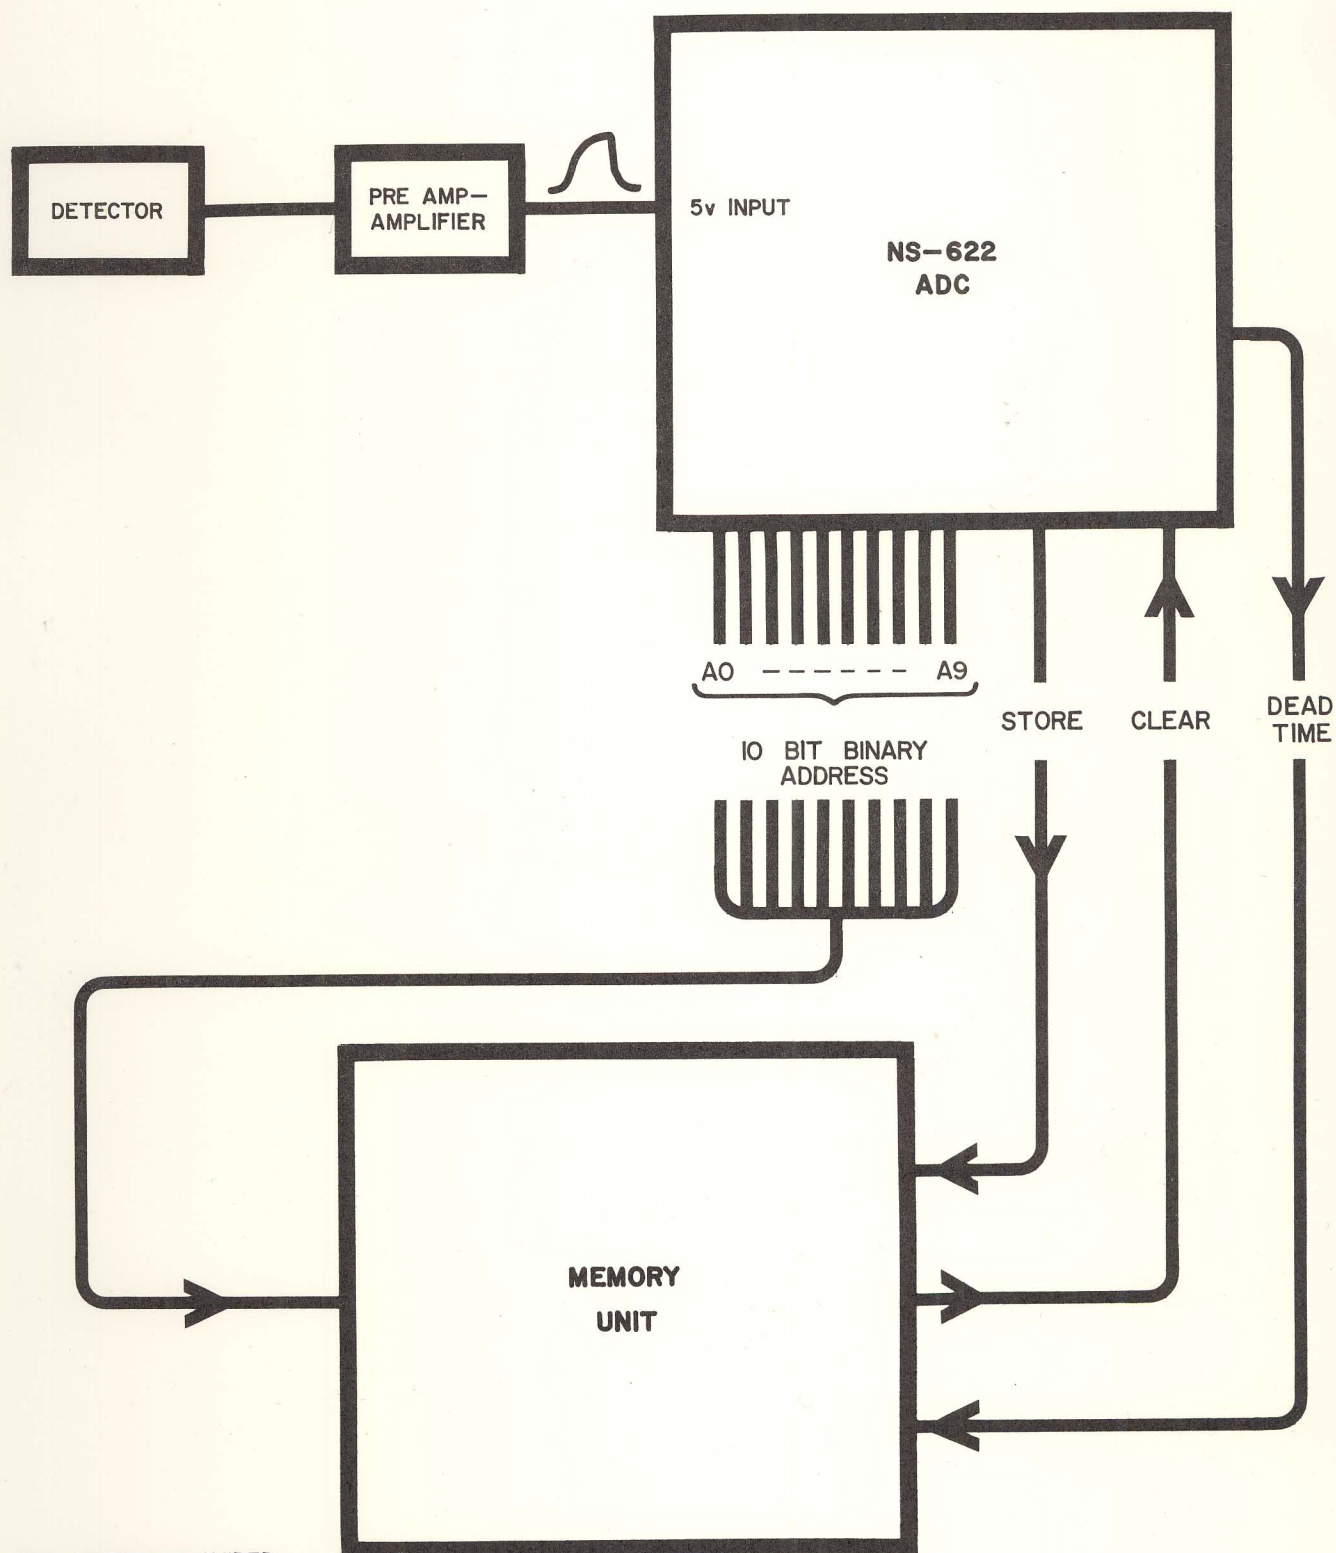 DETECTOR
PRE AMP—
AMPLIFIER
5v INPUT
NS—622
ADC
A0 – – – – – – A9
10 BIT BINARY
ADDRESS
STORE
CLEAR
DEAD
TIME
MEMORY
UNIT